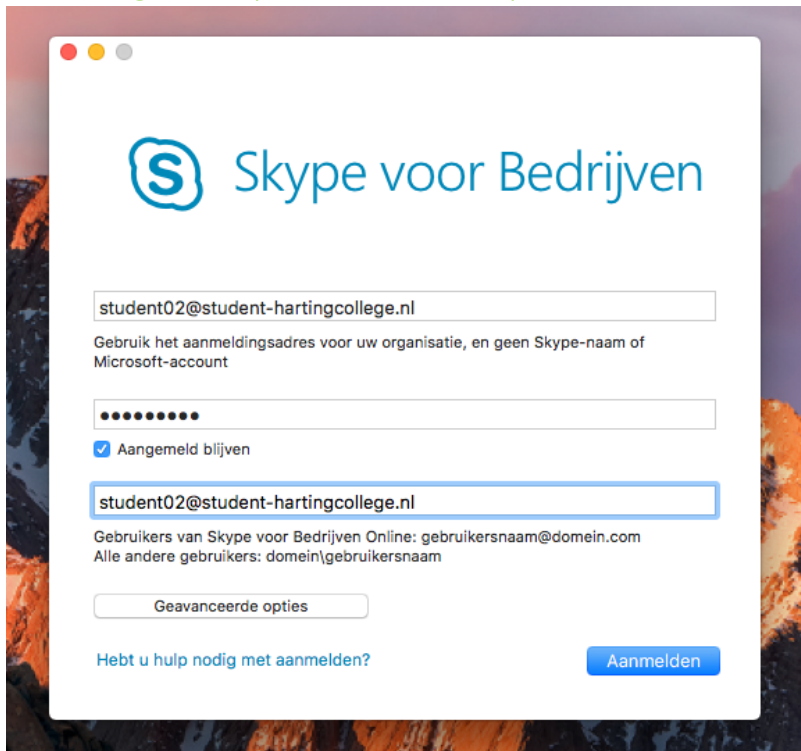 Skype voor Bedrijven
student02@student-hartingcollege.nl
Gebruik het aanmeldingsadres voor uw organisatie, en geen Skype-naam of
Microsoft-account
•••••••••
Aangemeld blijven
student02@student-hartingcollege.nl
Gebruikers van Skype voor Bedrijven Online: gebruikersnaam@domein.com
Alle andere gebruikers: domein\gebruikersnaam
Geavanceerde opties
Hebt u hulp nodig met aanmelden?
Aanmelden